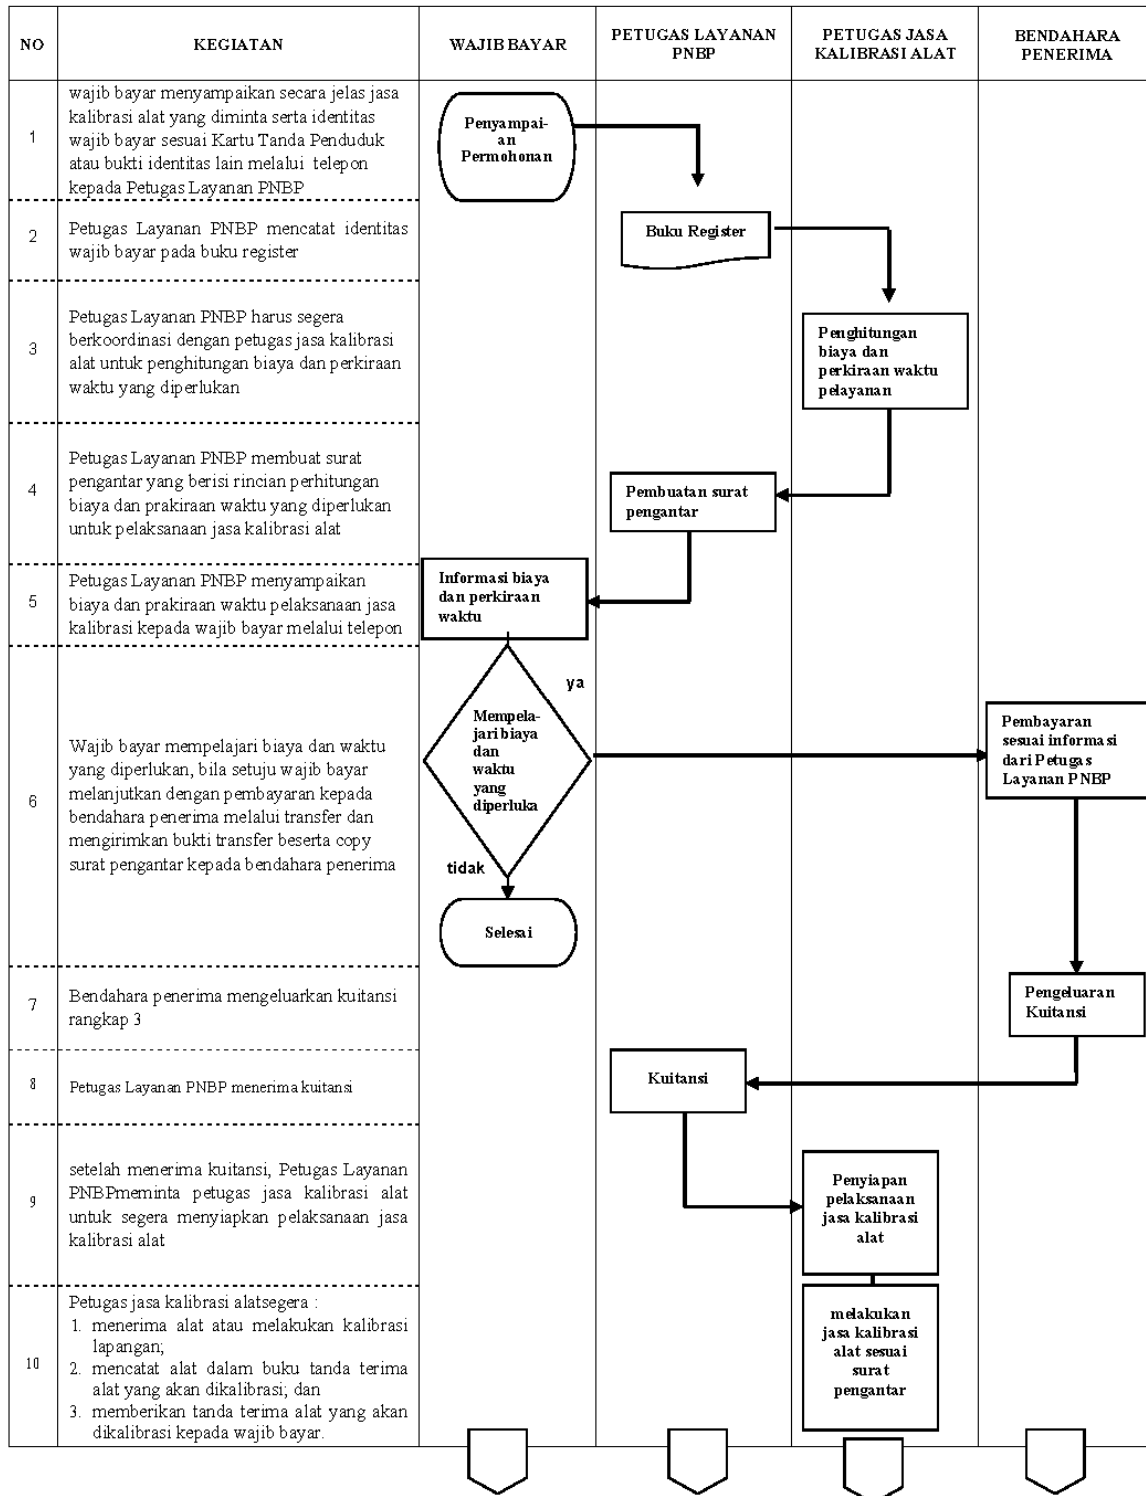 NO
KEGIATAN
WAJIB BAYAR
PETUGAS LAYANAN
PNBP
PETUGAS JASA
KALIBRASI ALAT
BENDAHARA
PENERIMA
1
wajib bayar menyampaikan secara jelas jasa
kalibrasi alat yang diminta serta identitas
wajib bayar sesuai Kartu Tanda Penduduk
atau bukti identitas lain melalui telepon
kepada Petugas Layanan PNBP
Penyampai-
an
Permohonan
2
Petugas Layanan PNBP mencatat identitas
wajib bayar pada buku register
Buku Register
3
Petugas Layanan PNBP harus segera
berkoordinasi dengan petugas jasa kalibrasi
alat untuk penghitungan biaya dan perkiraan
waktu yang diperlukan
Penghitungan
biaya dan
perkiraan waktu
pelayanan
4
Petugas Layanan PNBP membuat surat
pengantar yang berisi rincian perhitungan
biaya dan prakiraan waktu yang diperlukan
untuk pelaksanaan jasa kalibrasi alat
Pembuatan surat
pengantar
5
Petugas Layanan PNBP menyampaikan
biaya dan prakiraan waktu pelaksanaan jasa
kalibrasi kepada wajib bayar melalui telepon
Informasi biaya
dan perkiraan
waktu
6
Wajib bayar mempelajari biaya dan waktu
yang diperlukan, bila setuju wajib bayar
melanjutkan dengan pembayaran kepada
bendahara penerima melalui transfer dan
mengirimkan bukti transfer beserta copy
surat pengantar kepada bendahara penerima
ya
Mempela-
jari biaya
dan
waktu
yang
diperluka
tidak
Selesai
Pembayaran
sesuai informasi
dari Petugas
Layanan PNBP
7
Bendahara penerima mengeluarkan kuitansi
rangkap 3
Pengeluaran
Kuitansi
8
Petugas Layanan PNBP menerima kuitansi
Kuitansi
9
setelah menerima kuitansi, Petugas Layanan
PNBPmeminta petugas jasa kalibrasi alat
untuk segera menyiapkan pelaksanaan jasa
kalibrasi alat
Penyiapan
pelaksanaan
jasa kalibrasi
alat
10
Petugas jasa kalibrasi alatsegera :
1. menerima alat atau melakukan kalibrasi
lapangan;
2. mencatat alat dalam buku tanda terima
alat yang akan dikalibrasi; dan
3. memberikan tanda terima alat yang akan
dikalibrasi kepada wajib bayar.
melakukan
jasa kalibrasi
alat sesuai
surat
pengantar